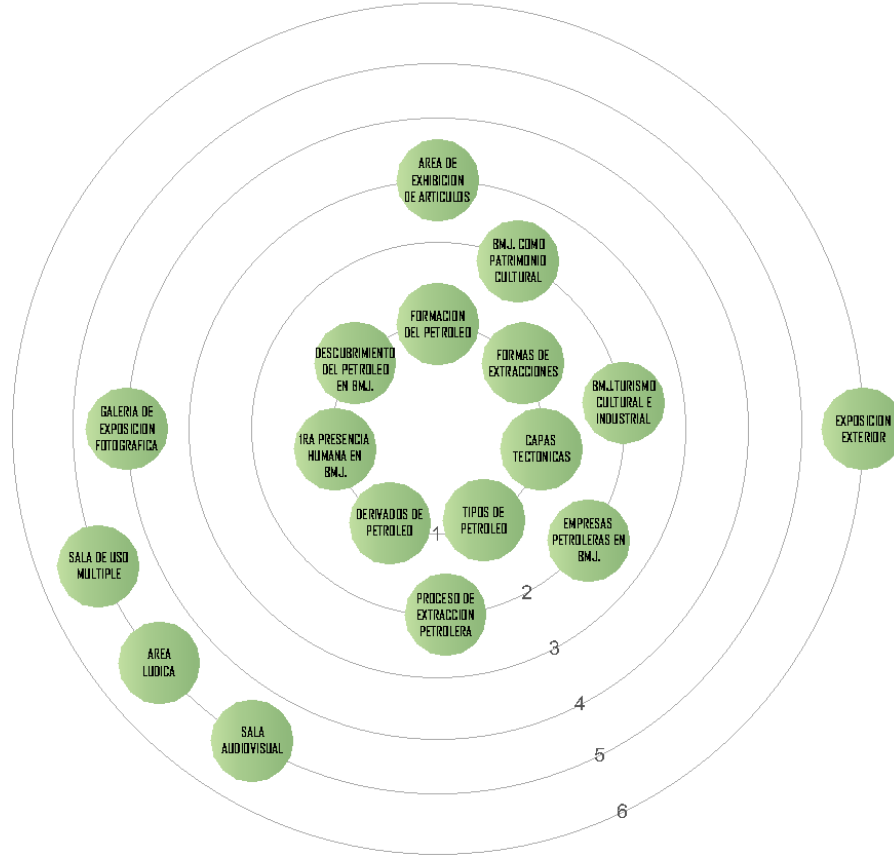 AREA DE
EXHIBICION
DE ARTICULOS
BMJ. COMO
PATRIMONIO
CULTURAL
FORMACION
DEL PETROLEO
DESCUBRIMIENTO
DEL PETROLEO
EN BMJ.
FORMAS DE
EXTRACCIONES
BMJ.TURISMO
CULTURAL E
INDUSTRIAL
GALERIA DE
EXPOSICION
FOTOGRAFICA
1RA PRESENCIA
HUMANA EN
BMJ.
CAPAS
TECTONICAS
EXPOSICION
EXTERIOR
DERIVADOS DE
PETROLEO
TIPOS DE
PETROLEO
1
EMPRESAS
PETROLERAS EN
BMJ.
SALA DE USO
MULTIPLE
PROCESO DE
EXTRACCION
PETROLERA
2
3
AREA
LUDICA
4
SALA
AUDIOVISUAL
5
6